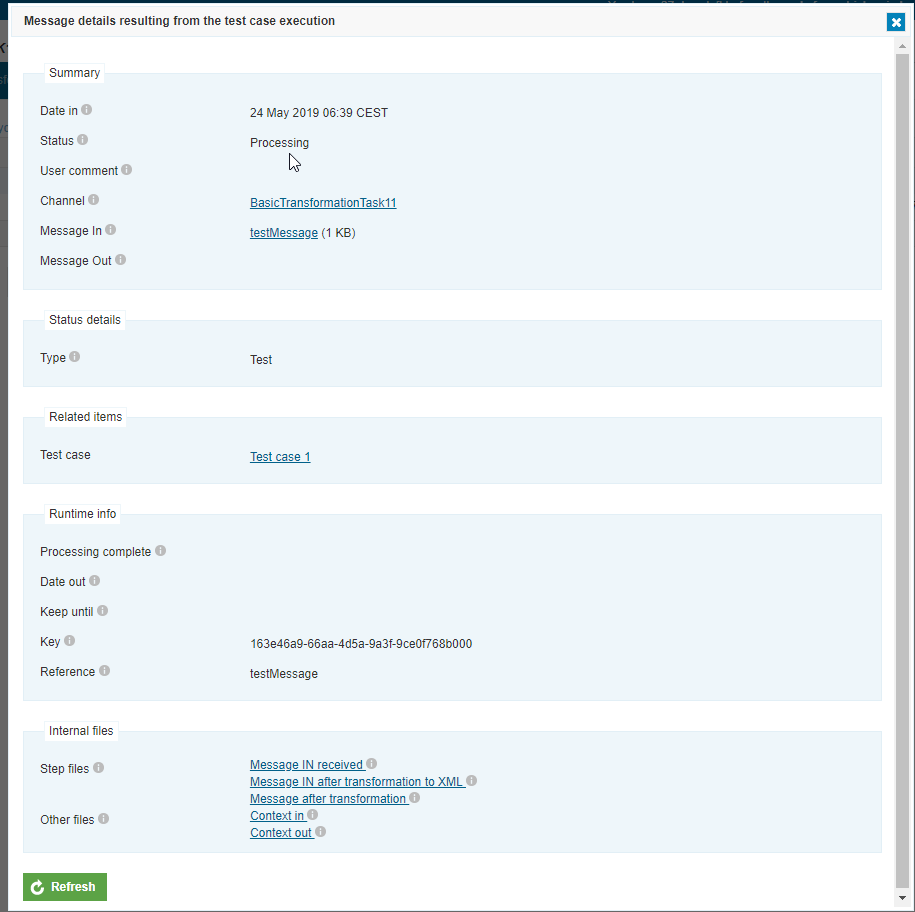 Message details resulting from the test case execution
Summary
Date in
24 May 2019 06:39 CEST
Status
Processing
User comment
Channel
BasicTransformationTask11
Message In
testMessage (1 KB)
Message Out
Status details
Type
Test
Related items
Test case
Test case 1
Runtime info
Processing complete
Date out
Keep until
Key
163e46a9-66aa-4d5a-9a3f-9ce0f768b000
Reference
testMessage
Internal files
Step files
Message IN received
Message IN after transformation to XML
Message after transformation
Other files
Context in
Context out
Refresh